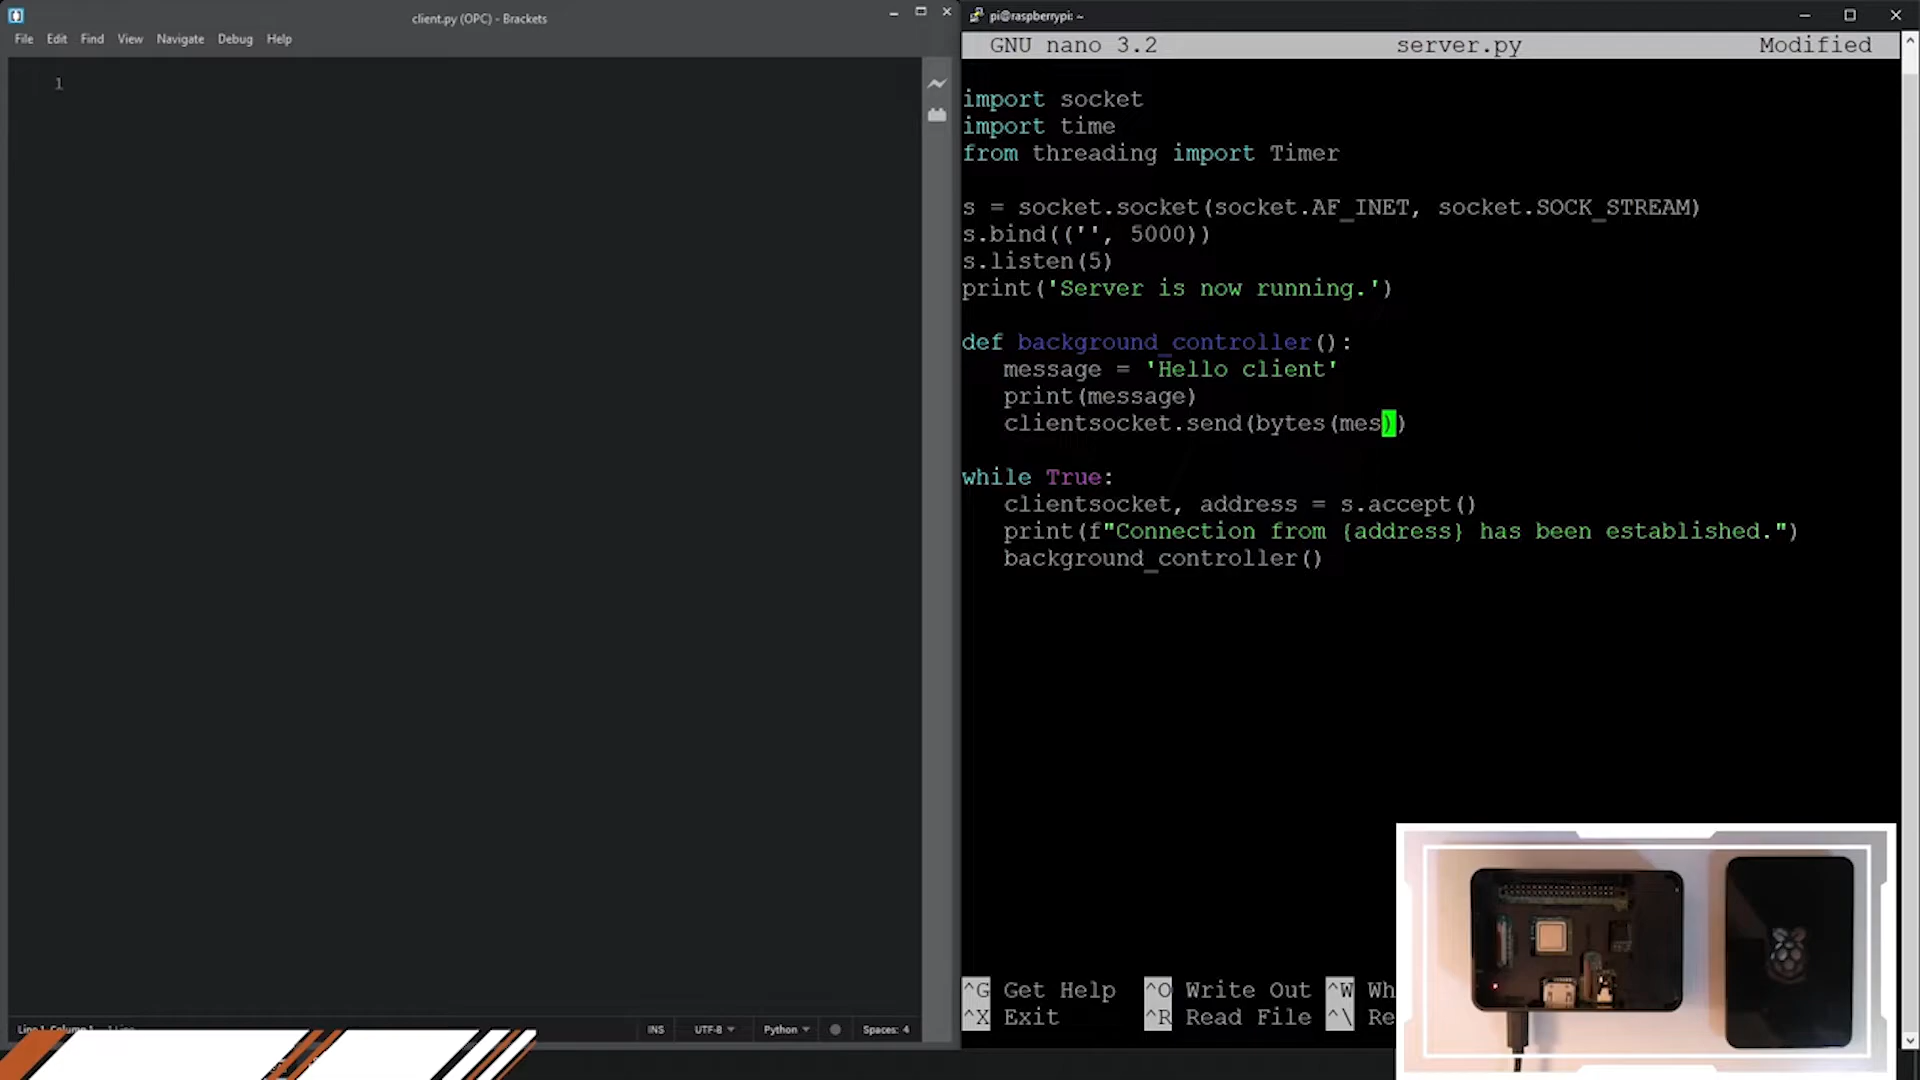 client.py (OPC) - Brackets
File Edit Find View Navigate Debug Help
1
INS UTF-8 Python Spaces: 4
pi@raspberrypi: ~
GNU nano 3.2 server.py Modified
import socket
import time
from threading import Timer
s = socket.socket(socket.AF_INET, socket.SOCK_STREAM)
s.bind(('', 5000))
s.listen(5)
print('Server is now running.')
def background_controller():
message = 'Hello client'
print(message)
clientsocket.send(bytes(mes))
while True:
clientsocket, address = s.accept()
print(f"Connection from {address} has been established.")
background_controller()
^G Get Help ^O Write Out ^W Wh
^X Exit ^R Read File ^\ Re